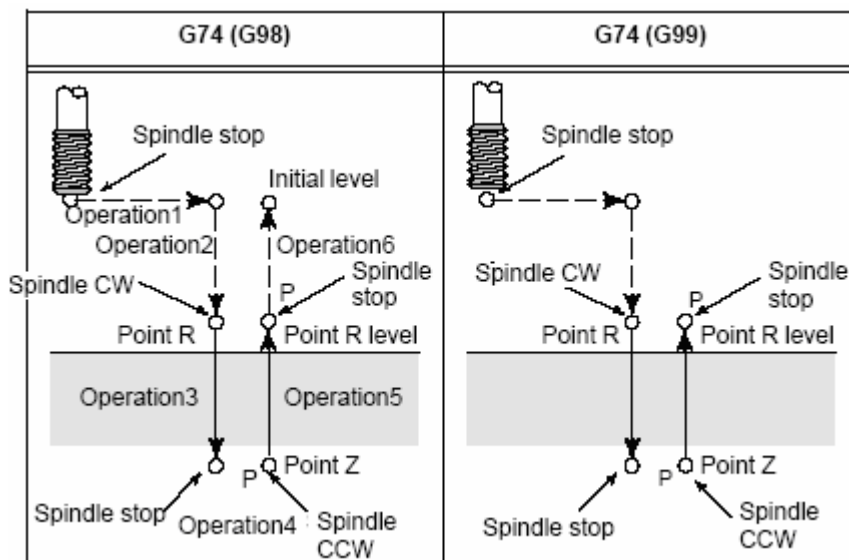 G74 (G98)
G74 (G99)
Spindle stop
Initial level
Operation1
Operation2
Operation6
Spindle CW
P
Spindle
stop
Point R
Point R level
Operation3
Operation5
Point Z
P
Spindle stop
Operation4
Spindle
CCW
Spindle stop
Spindle CW
Spindle
stop
P
Point R
Point R level
Point Z
P
Spindle stop
Spindle
CCW